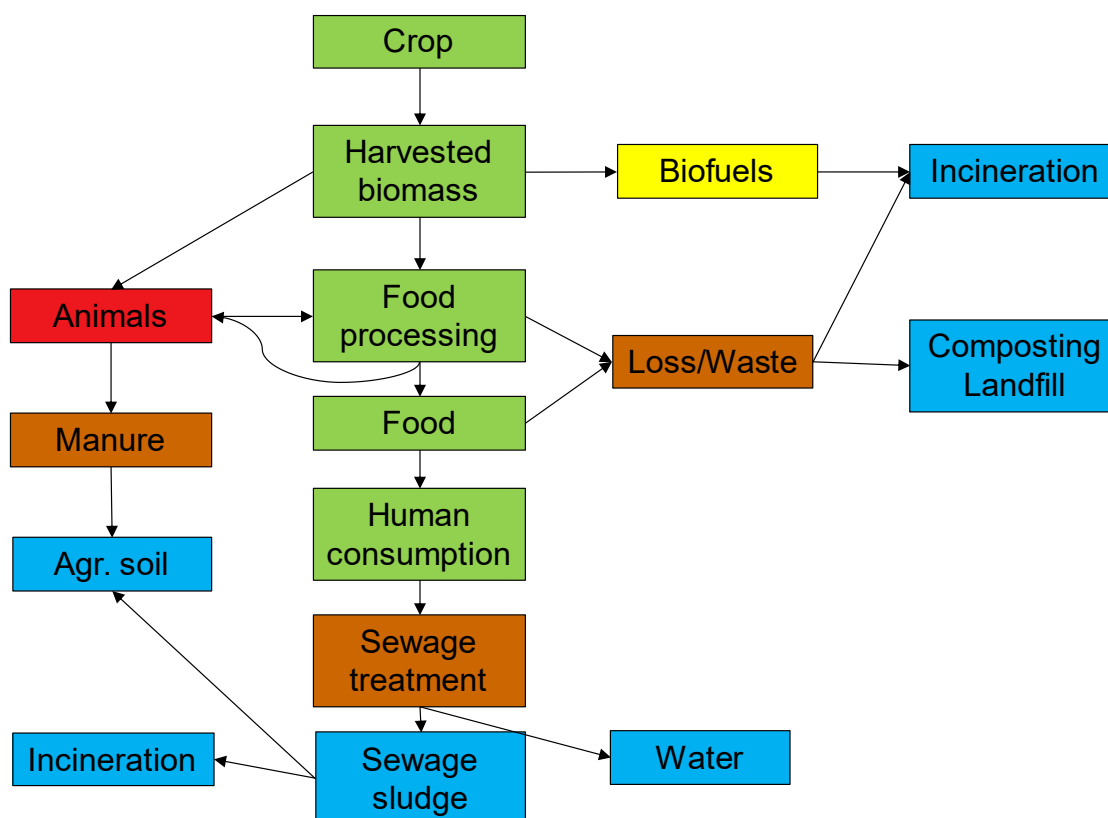 Crop
Harvested
biomass
Biofuels
Incineration
Animals
Food
processing
Loss/Waste
Composting
Landfill
Manure
Food
Human
consumption
Agr. soil
Sewage
treatment
Incineration
Sewage
sludge
Water